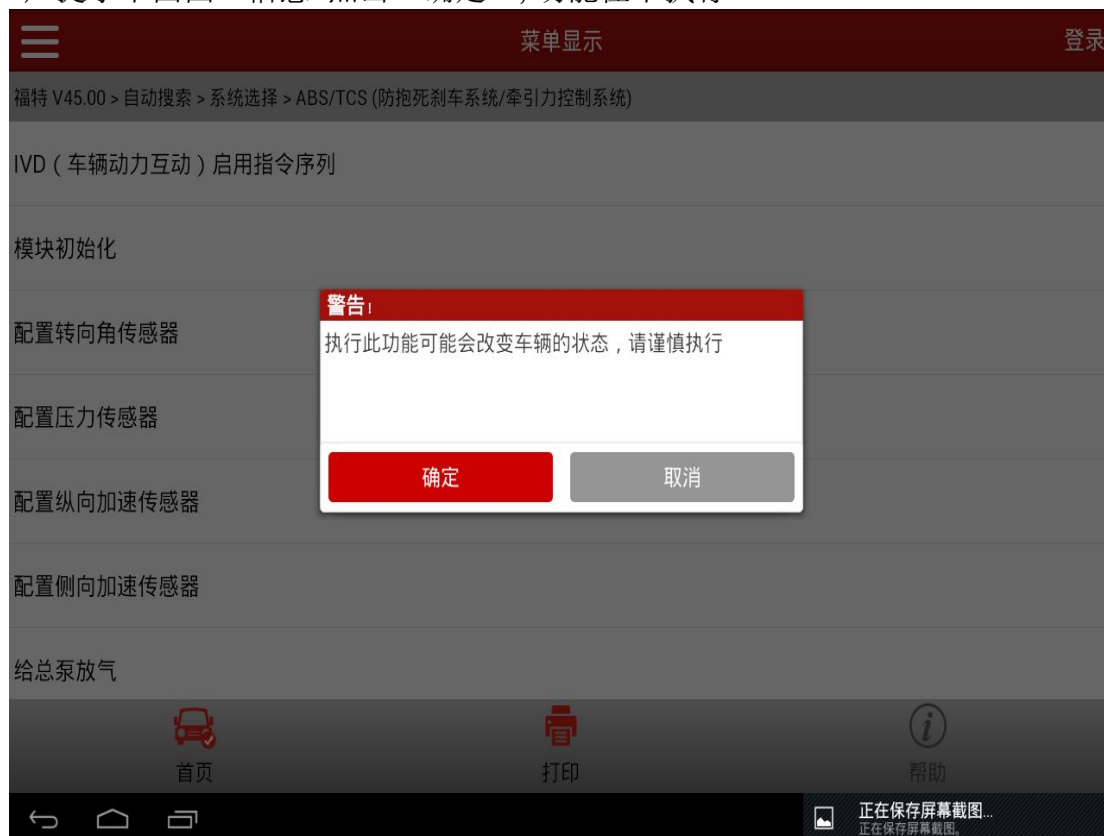 菜单显示
登录
福特 V45.00 > 自动搜索 > 系统选择 > ABS/TCS (防抱死刹车系统/牵引力控制系统)
IVD（车辆动力互动）启用指令序列
模块初始化
警告!
配置转向角传感器
执行此功能可能会改变车辆的状态，请谨慎执行
配置压力传感器
确定
取消
配置纵向加速传感器
配置侧向加速传感器
给总泵放气
首页
打印
帮助
正在保存屏幕截图...
正在保存屏幕截图。